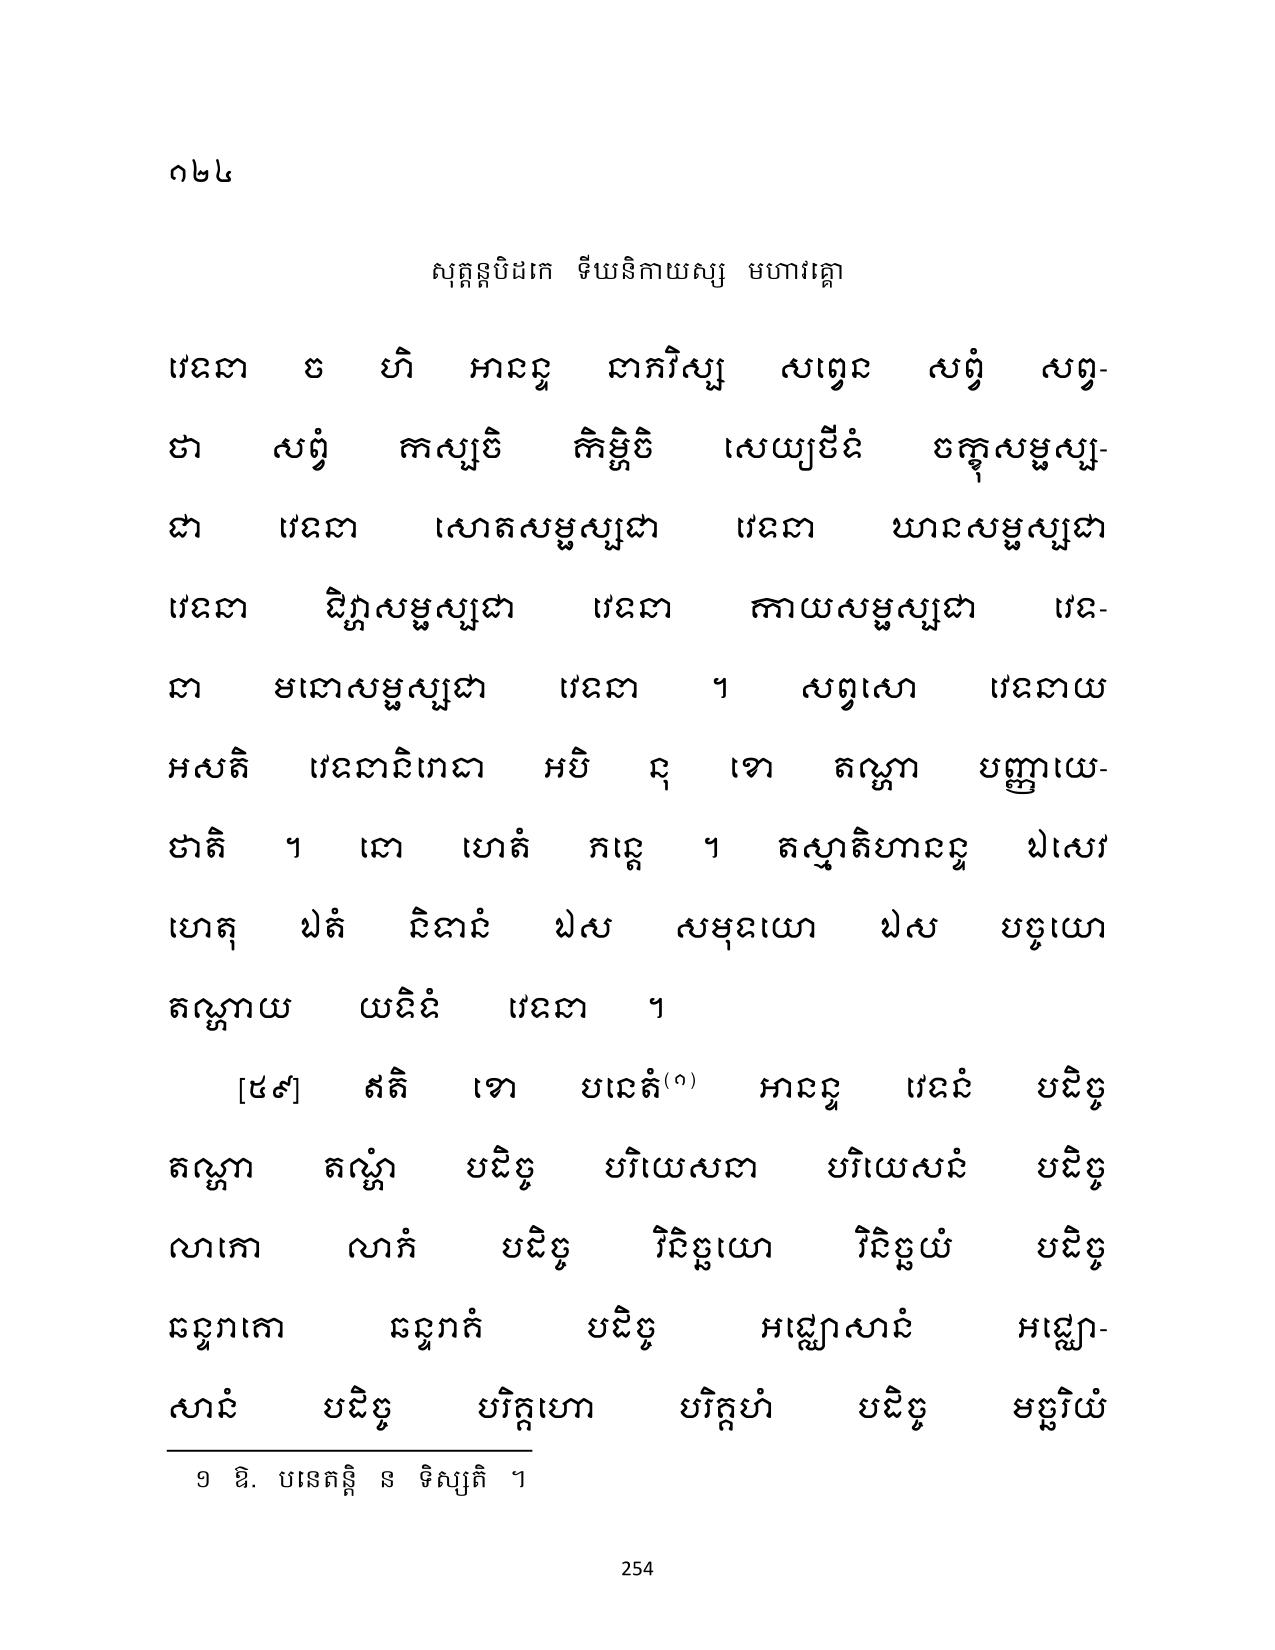 ១២៤
សុត្តន្តបិដកេ ទីឃនិកាយស្ស មហាវគ្គោ
វេទនា ច ហិ អានន្ទ នាភវិស្ស សព្វេន សព្វំ សព្វ-
ថា សព្វំ កស្សចិ កិម្ហិចិ សេយ្យថីទំ ចក្ខុសម្ផស្ស-
ជា វេទនា សោតសម្ផស្សជា វេទនា ឃានសម្ផស្សជា
វេទនា ជិវ្ហាសម្ផស្សជា វេទនា កាយសម្ផស្សជា វេទ-
នា មនោសម្ផស្សជា វេទនា ។ សព្វសោ វេទនាយ
អសតិ វេទនានិរោធា អបិ នុ ខោ តណ្ហា បញ្ញាយេ-
ថាតិ ។ នោ ហេតំ ភន្តេ ។ តស្មាតិហានន្ទ ឯសេវ
ហេតុ ឯតំ និទានំ ឯស សមុទយោ ឯស បច្ចយោ
តណ្ហាយ យទិទំ វេទនា ។
[៥៩] ឥតិ ខោ បនេតំ(១) អានន្ទ វេទនំ បដិច្ច
តណ្ហា តណ្ហំ បដិច្ច បរិយេសនា បរិយេសនំ បដិច្ច
លាភោ លាភំ បដិច្ច វិនិច្ឆយោ វិនិច្ឆយំ បដិច្ច
ឆន្ទរាគោ ឆន្ទរាគំ បដិច្ច អជ្ឈោសានំ អជ្ឈោ-
សានំ បដិច្ច បរិគ្គហោ បរិគ្គហំ បដិច្ច មច្ឆរិយំ
១ ឱ. បនេតន្តិ ន ទិស្សតិ ។
254